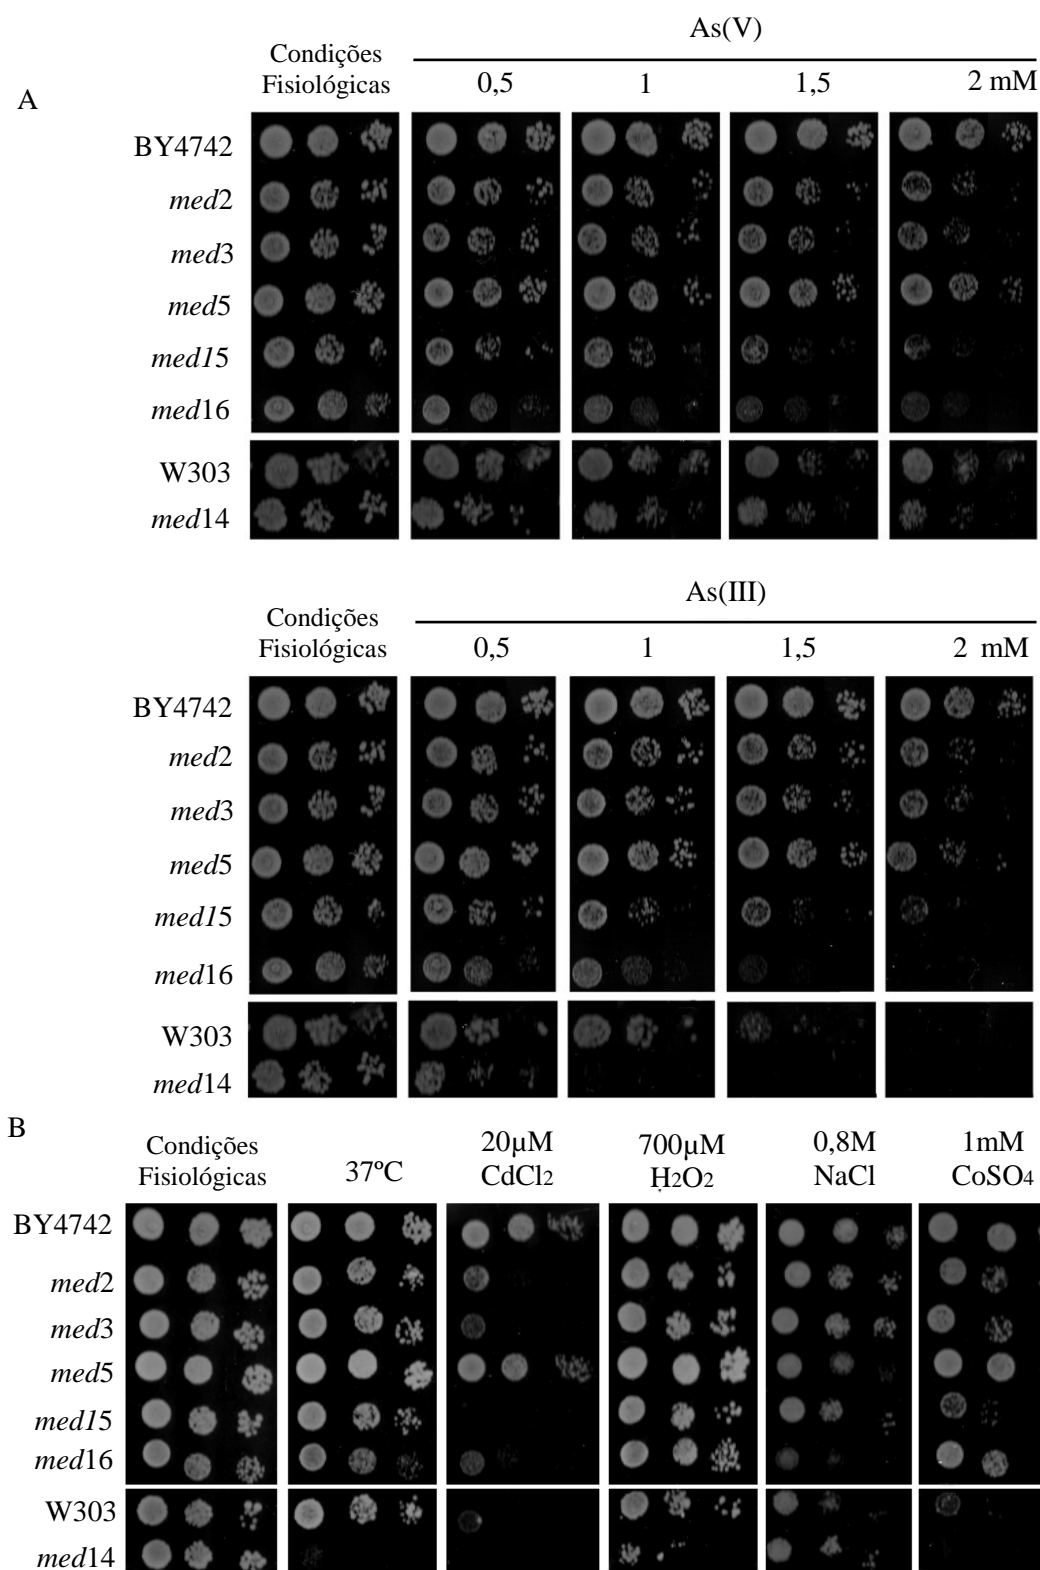 As(V)
Condições
Fisiológicas
0,5 1 1,5 2 mM
A
BY4742
med2
med3
med5
med15
med16
W303
med14
As(III)
Condições
Fisiológicas
0,5 1 1,5 2 mM
BY4742
med2
med3
med5
med15
med16
W303
med14
B
Condições
Fisiológicas
37ºC
20µM
CdCl2
700µM
H2O2
0,8M
NaCl
1mM
CoSO4
BY4742
med2
med3
med5
med15
med16
W303
med14